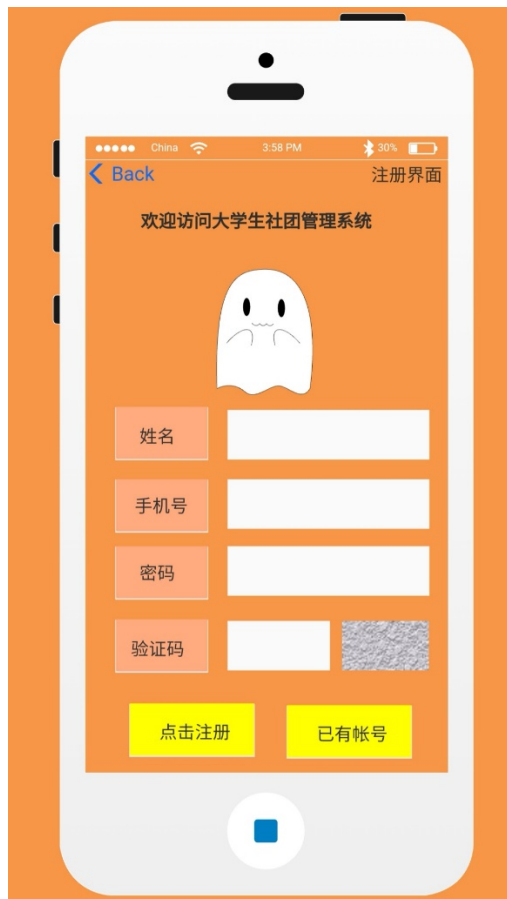 China 3:58 PM 30%
Back 注册界面
欢迎访问大学生社团管理系统
姓名
手机号
密码
验证码
点击注册 已有帐号